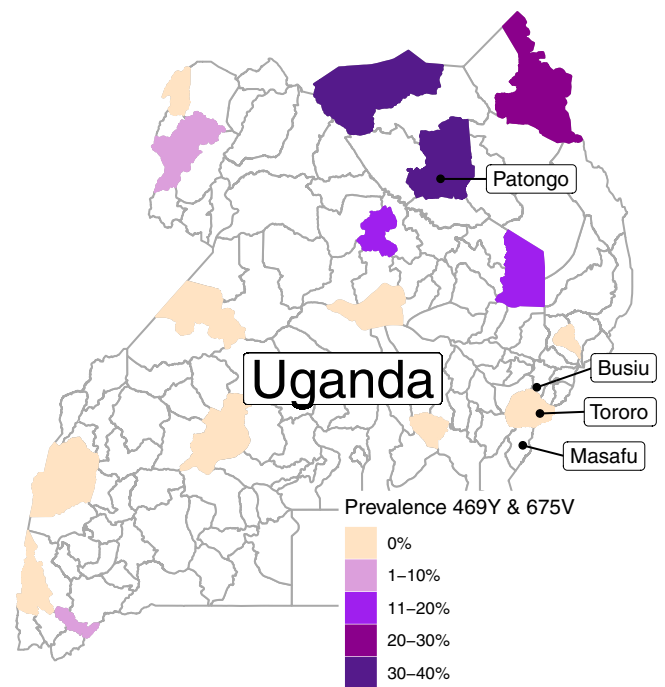 Patongo
Uganda
Busiu
Tororo
Masafu
Prevalence 469Y & 675V
0%
1−10%
11−20%
20−30%
30−40%